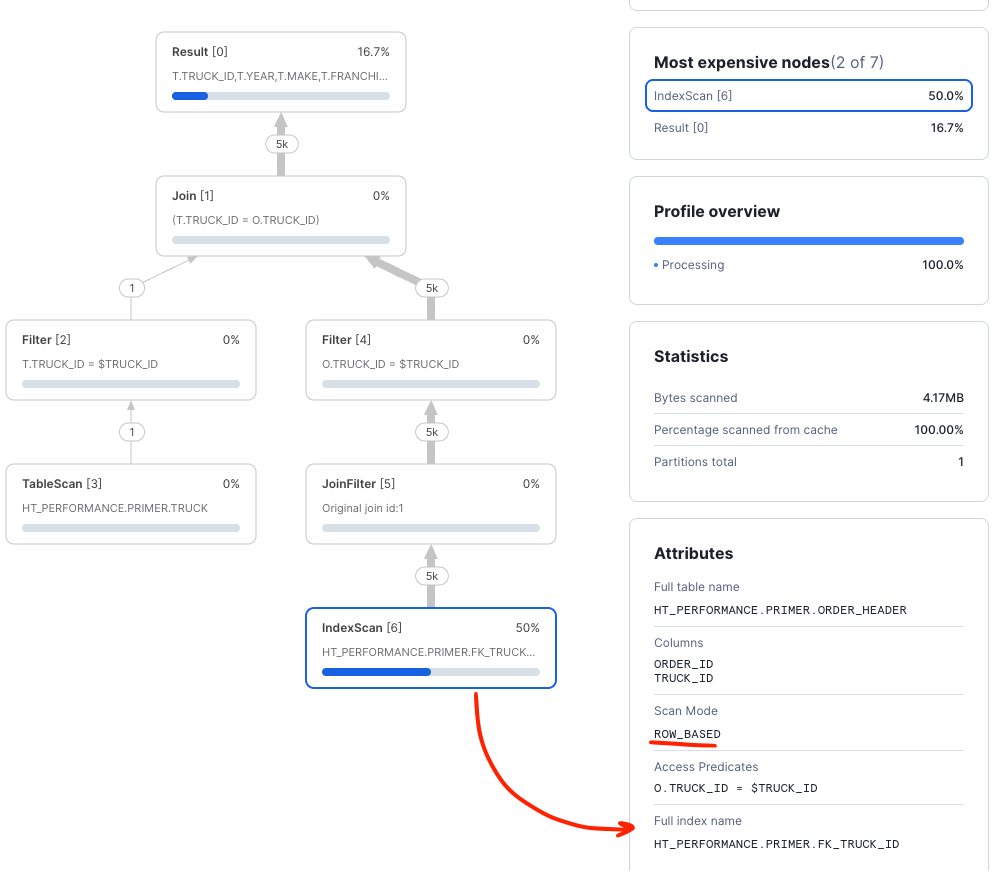 Result [0] 16.7%
T.TRUCK_ID,T.YEAR,T.MAKE,T.FRANCHI...
5k
Join [1] 0%
(T.TRUCK_ID = O.TRUCK_ID)
1
5k
Filter [2] 0%
T.TRUCK_ID = $TRUCK_ID
Filter [4] 0%
O.TRUCK_ID = $TRUCK_ID
1
5k
TableScan [3] 0%
HT_PERFORMANCE.PRIMER.TRUCK
JoinFilter [5] 0%
Original join id:1
5k
IndexScan [6] 50%
HT_PERFORMANCE.PRIMER.FK_TRUCK...
Most expensive nodes(2 of 7)
IndexScan [6] 50.0%
Result [0] 16.7%
Profile overview
Processing 100.0%
Statistics
Bytes scanned 4.17MB
Percentage scanned from cache 100.00%
Partitions total 1
Attributes
Full table name
HT_PERFORMANCE.PRIMER.ORDER_HEADER
Columns
ORDER_ID
TRUCK_ID
Scan Mode
ROW_BASED
Access Predicates
O.TRUCK_ID = $TRUCK_ID
Full index name
HT_PERFORMANCE.PRIMER.FK_TRUCK_ID